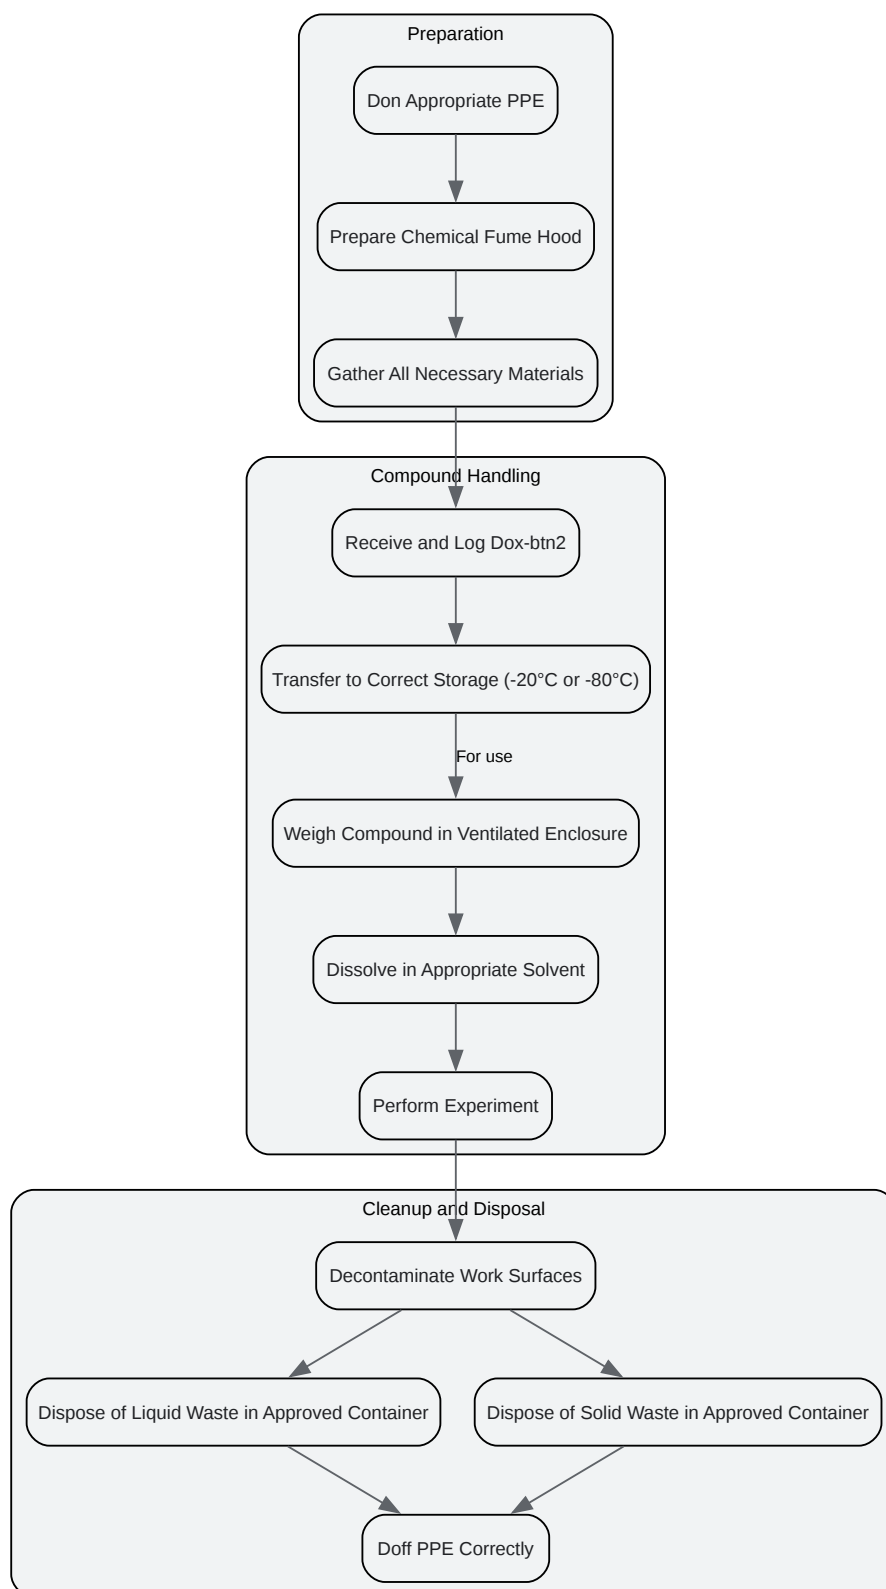 Preparation
Don Appropriate PPE
Prepare Chemical Fume Hood
Gather All Necessary Materials
Compound Handling
Receive and Log Dox-btn2
Transfer to Correct Storage (-20°C or -80°C)
For use
Weigh Compound in Ventilated Enclosure
Dissolve in Appropriate Solvent
Perform Experiment
Cleanup and Disposal
Decontaminate Work Surfaces
Dispose of Liquid Waste in Approved Container
Dispose of Solid Waste in Approved Container
Doff PPE Correctly